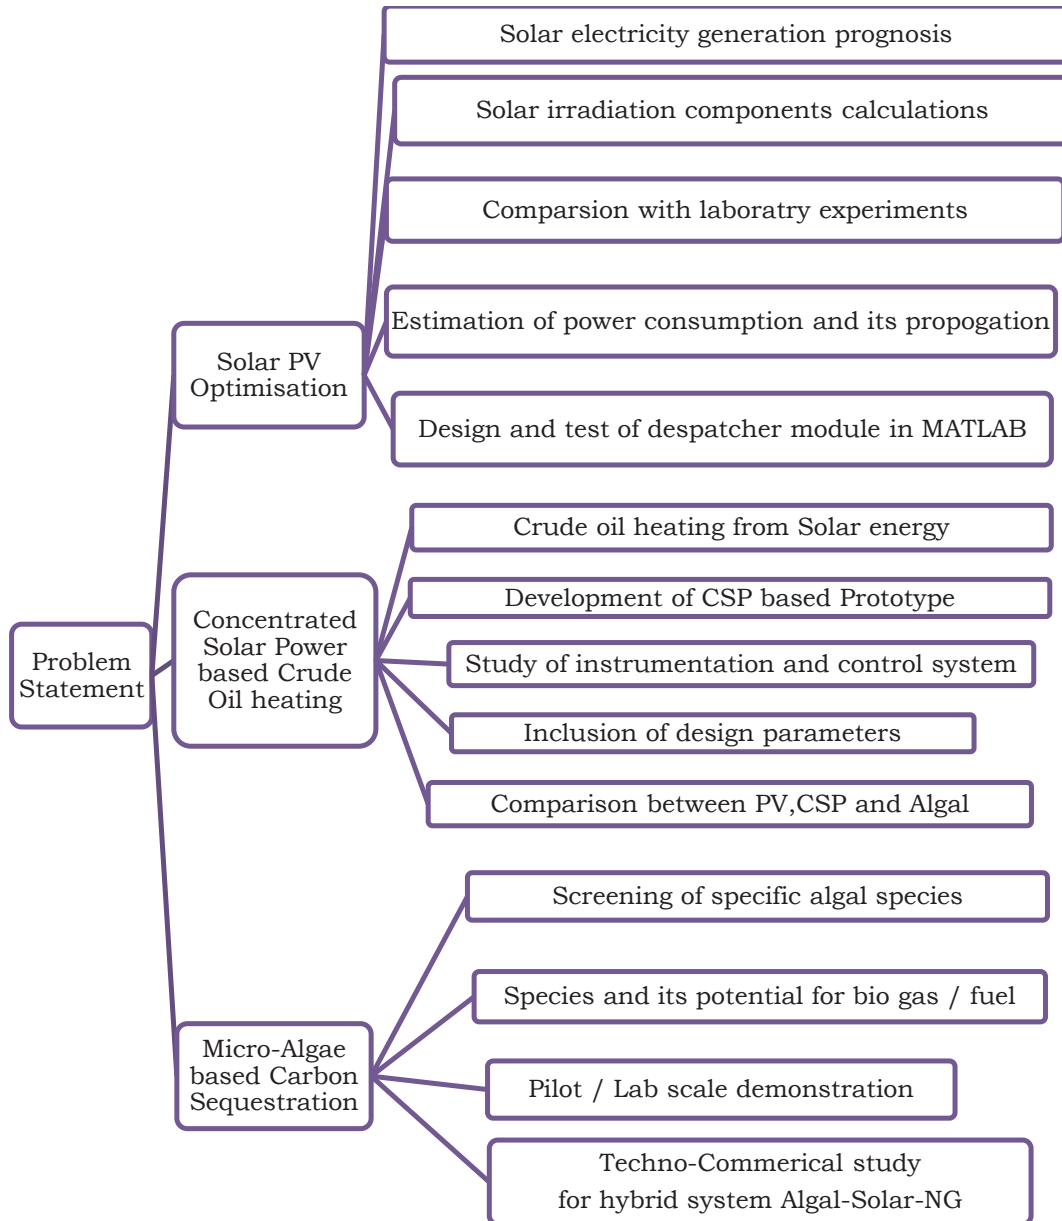 Solar electricity generation prognosis
Solar irradiation components calculations
Comparsion with laboratry experiments
Estimation of power consumption and its propogation
Solar PV
Optimisation
Design and test of despatcher module in MATLAB
Crude oil heating from Solar energy
Development of CSP based Prototype
Concentrated
Solar Power
based Crude
Oil heating
Study of instrumentation and control system
Problem
Statement
Inclusion of design parameters
Comparison between PV,CSP and Algal
Screening of specific algal species
Species and its potential for bio gas / fuel
Micro-Algae
based Carbon
Sequestration
Pilot / Lab scale demonstration
Techno-Commerical study
for hybrid system Algal-Solar-NG